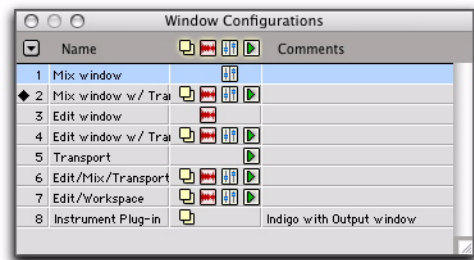 Window Configurations
Name Comments
1 Mix window
2 Mix window w/ Tra
3 Edit window
4 Edit window w/ Tra
5 Transport
6 Edit/Mix/Transport
7 Edit/Workspace
8 Instrument Plug-in Indigo with Output window